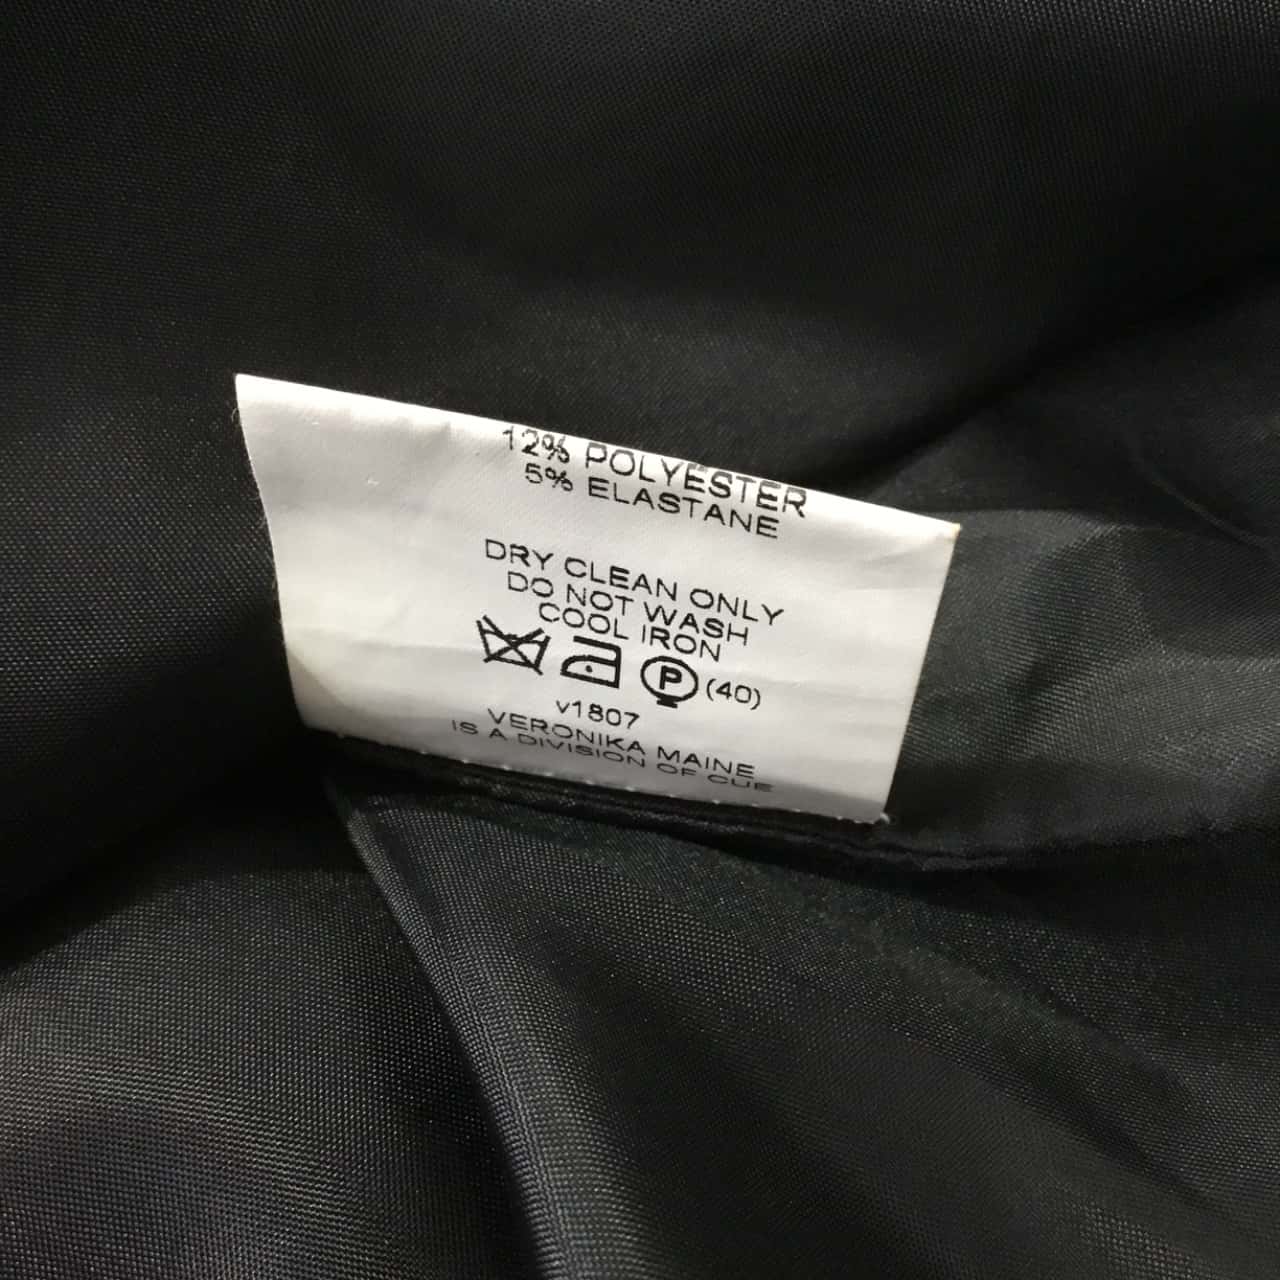 12% POLYESTER
5% ELASTANE
DRY CLEAN ONLY
DO NOT WASH
COOL IRON
P (40)
v1807
VERONIKA MAINE
IS A DIVISION OF CUE